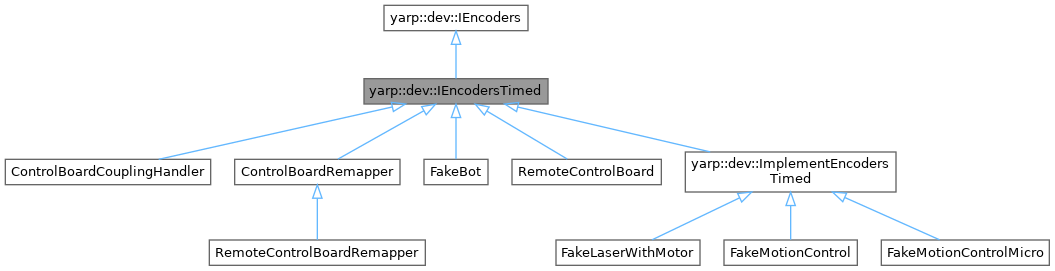 yarp::dev::IEncoders
yarp::dev::IEncodersTimed
ControlBoardCouplingHandler
ControlBoardRemapper
FakeBot
RemoteControlBoard
yarp::dev::ImplementEncoders
Timed
RemoteControlBoardRemapper
FakeLaserWithMotor
FakeMotionControl
FakeMotionControlMicro